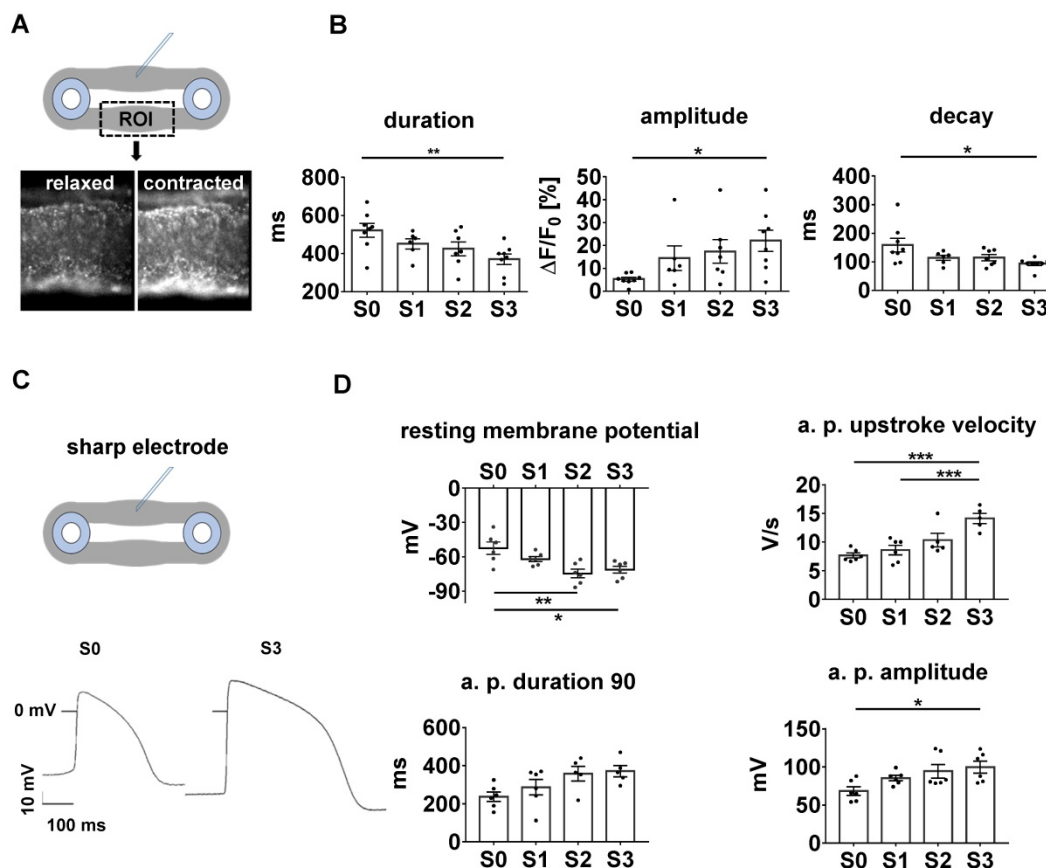 A
ROI
relaxed contracted
B
duration
**
ms
800
600
400
200
S0 S1 S2 S3
amplitude
*
ΔF/F0 [%]
50
40
30
20
10
0
S0 S1 S2 S3
decay
*
ms
400
300
200
100
0
S0 S1 S2 S3
C
sharp electrode
S0 S3
0 mV
10 mV
100 ms
D
resting membrane potential
S0 S1 S2 S3
mV
0
-30
-60
-90
**
*
a. p. upstroke velocity
***
***
V/s
20
15
10
5
0
S0 S1 S2 S3
a. p. duration 90
ms
600
400
200
0
S0 S1 S2 S3
a. p. amplitude
*
mV
150
100
50
0
S0 S1 S2 S3